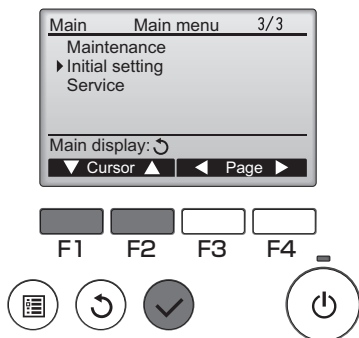 Main Main menu 3/3
Maintenance
Initial setting
Service
Main display:
Cursor Page
F1 F2 F3 F4